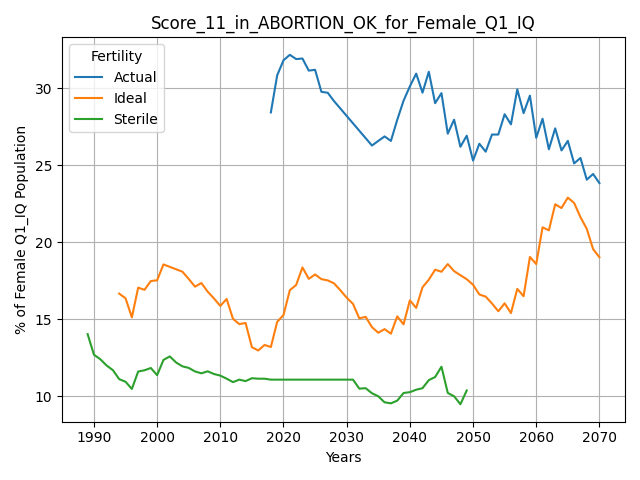 Score_11_in_ABORTION_OK_for_Female_Q1_IQ
Fertility
Actual
Ideal
Sterile
% of Female Q1_IQ Population
30
25
20
15
10
1990 2000 2010 2020 2030 2040 2050 2060 2070
Years